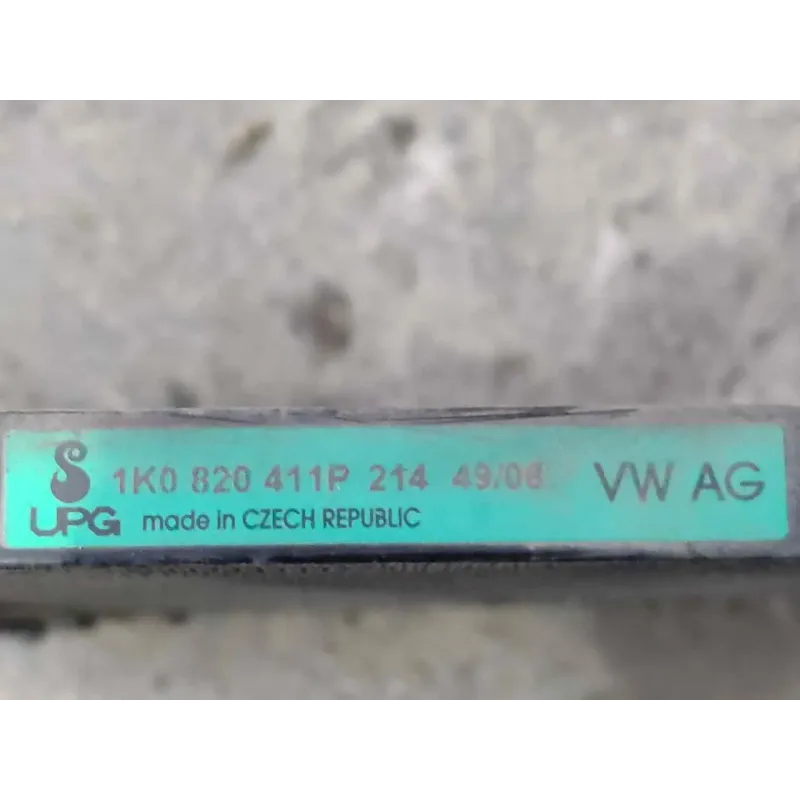 1K0 820 411P 214 49/06 VW AG
UPG made in CZECH REPUBLIC